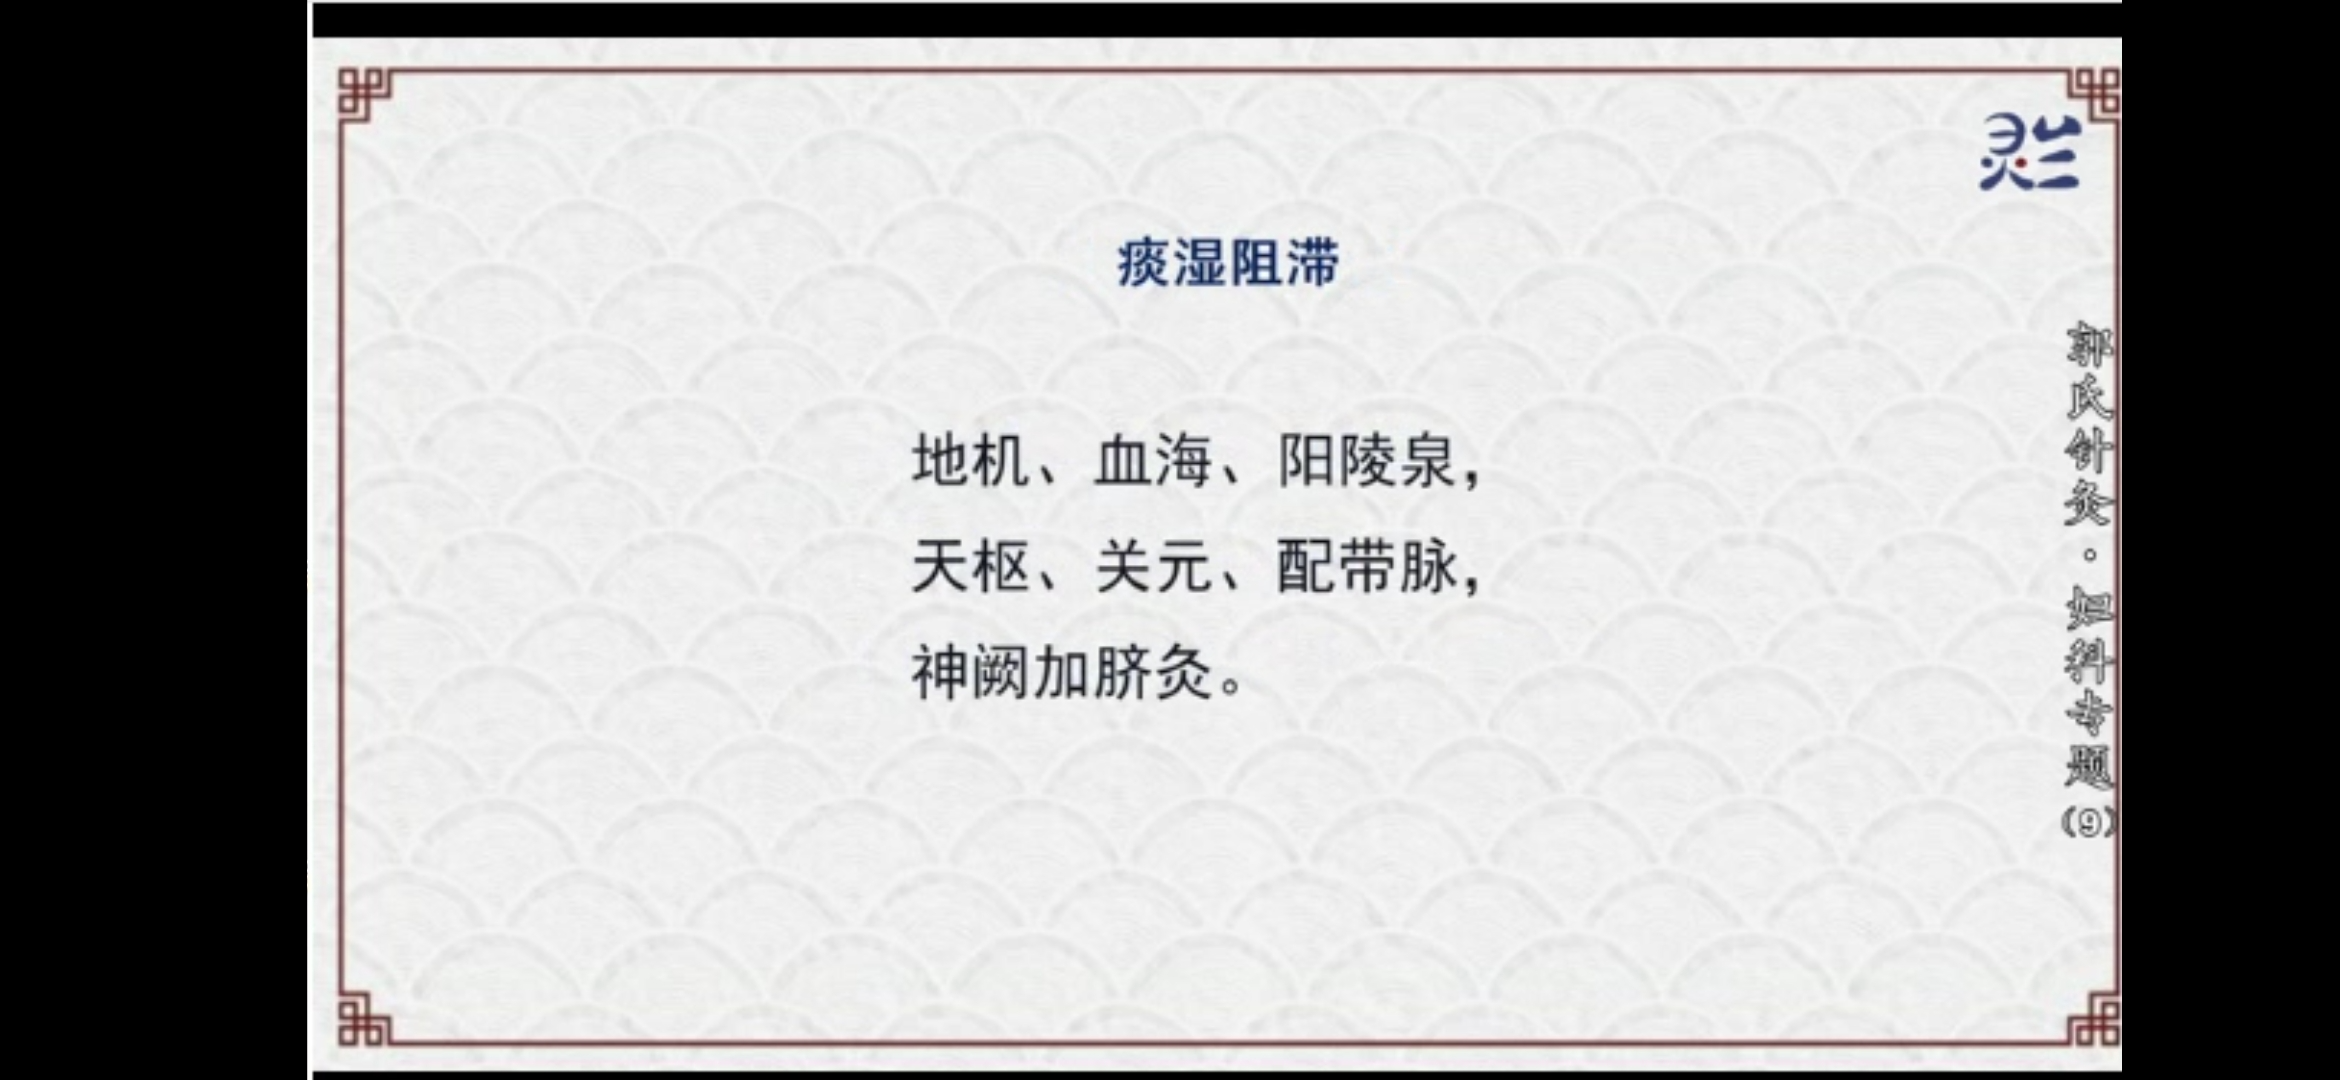 灵兰
痰湿阻滞
地机、血海、阳陵泉，
天枢、关元、配带脉，
神阙加脐灸。
郭氏针灸·妇科专题(9)